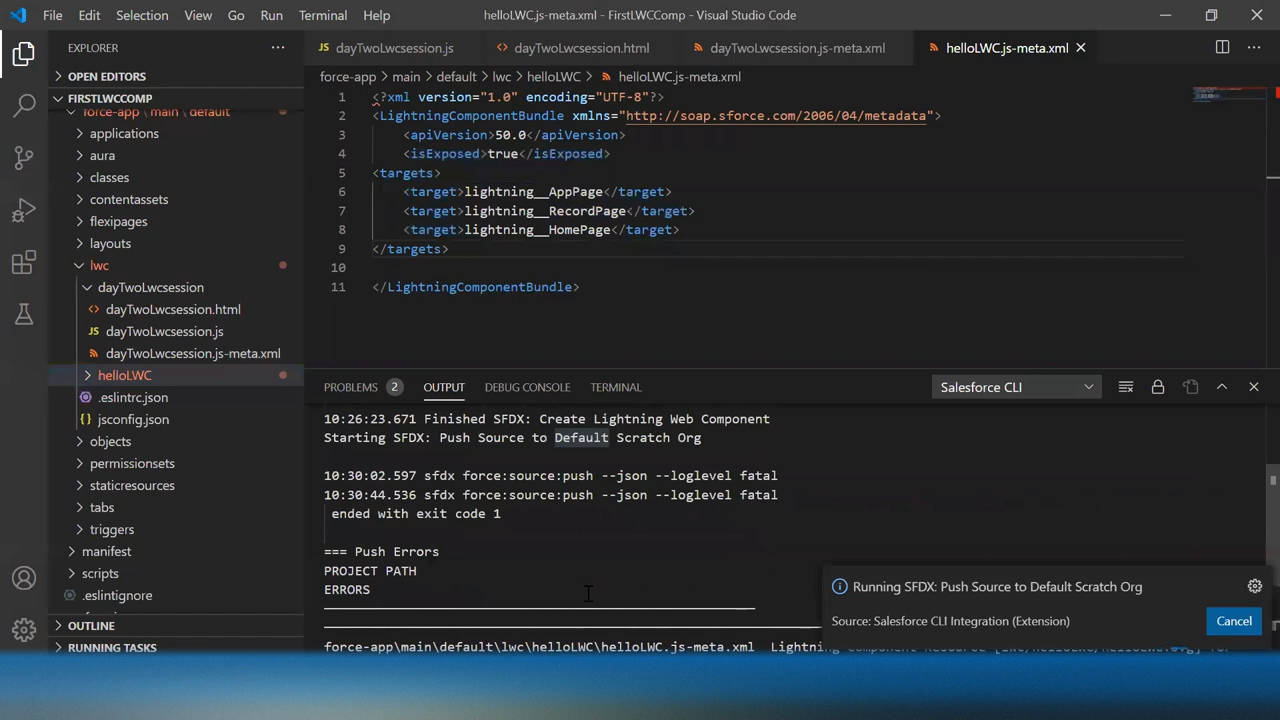 File Edit Selection View Go Run Terminal Help
helloLWC.js-meta.xml - FirstLWCComp - Visual Studio Code
EXPLORER
OPEN EDITORS
FIRSTLWCCOMP
force-app \ main \ default
applications
aura
classes
contentassets
flexipages
layouts
lwc
dayTwoLwcsession
dayTwoLwcsession.html
JS dayTwoLwcsession.js
dayTwoLwcsession.js-meta.xml
helloLWC
.eslintrc.json
{} jsconfig.json
objects
permissionsets
staticresources
tabs
triggers
manifest
scripts
.eslintignore
OUTLINE
RUNNING TASKS
JS dayTwoLwcsession.js
<> dayTwoLwcsession.html
dayTwoLwcsession.js-meta.xml
helloLWC.js-meta.xml
force-app > main > default > lwc > helloLWC > helloLWC.js-meta.xml
1 <?xml version="1.0" encoding="UTF-8"?>
2 <LightningComponentBundle xmlns="http://soap.sforce.com/2006/04/metadata">
3 <apiVersion>50.0</apiVersion>
4 <isExposed>true</isExposed>
5 <targets>
6 <target>lightning__AppPage</target>
7 <target>lightning__RecordPage</target>
8 <target>lightning__HomePage</target>
9 </targets>
10
11 </LightningComponentBundle>
PROBLEMS 2 OUTPUT DEBUG CONSOLE TERMINAL
Salesforce CLI
10:26:23.671 Finished SFDX: Create Lightning Web Component
Starting SFDX: Push Source to Default Scratch Org
10:30:02.597 sfdx force:source:push --json --loglevel fatal
10:30:44.536 sfdx force:source:push --json --loglevel fatal
ended with exit code 1
=== Push Errors
PROJECT PATH
ERRORS
force-app\main\default\lwc\helloLWC\helloLWC.js-meta.xml Lightning Component Resource
Running SFDX: Push Source to Default Scratch Org
Source: Salesforce CLI Integration (Extension)
Cancel